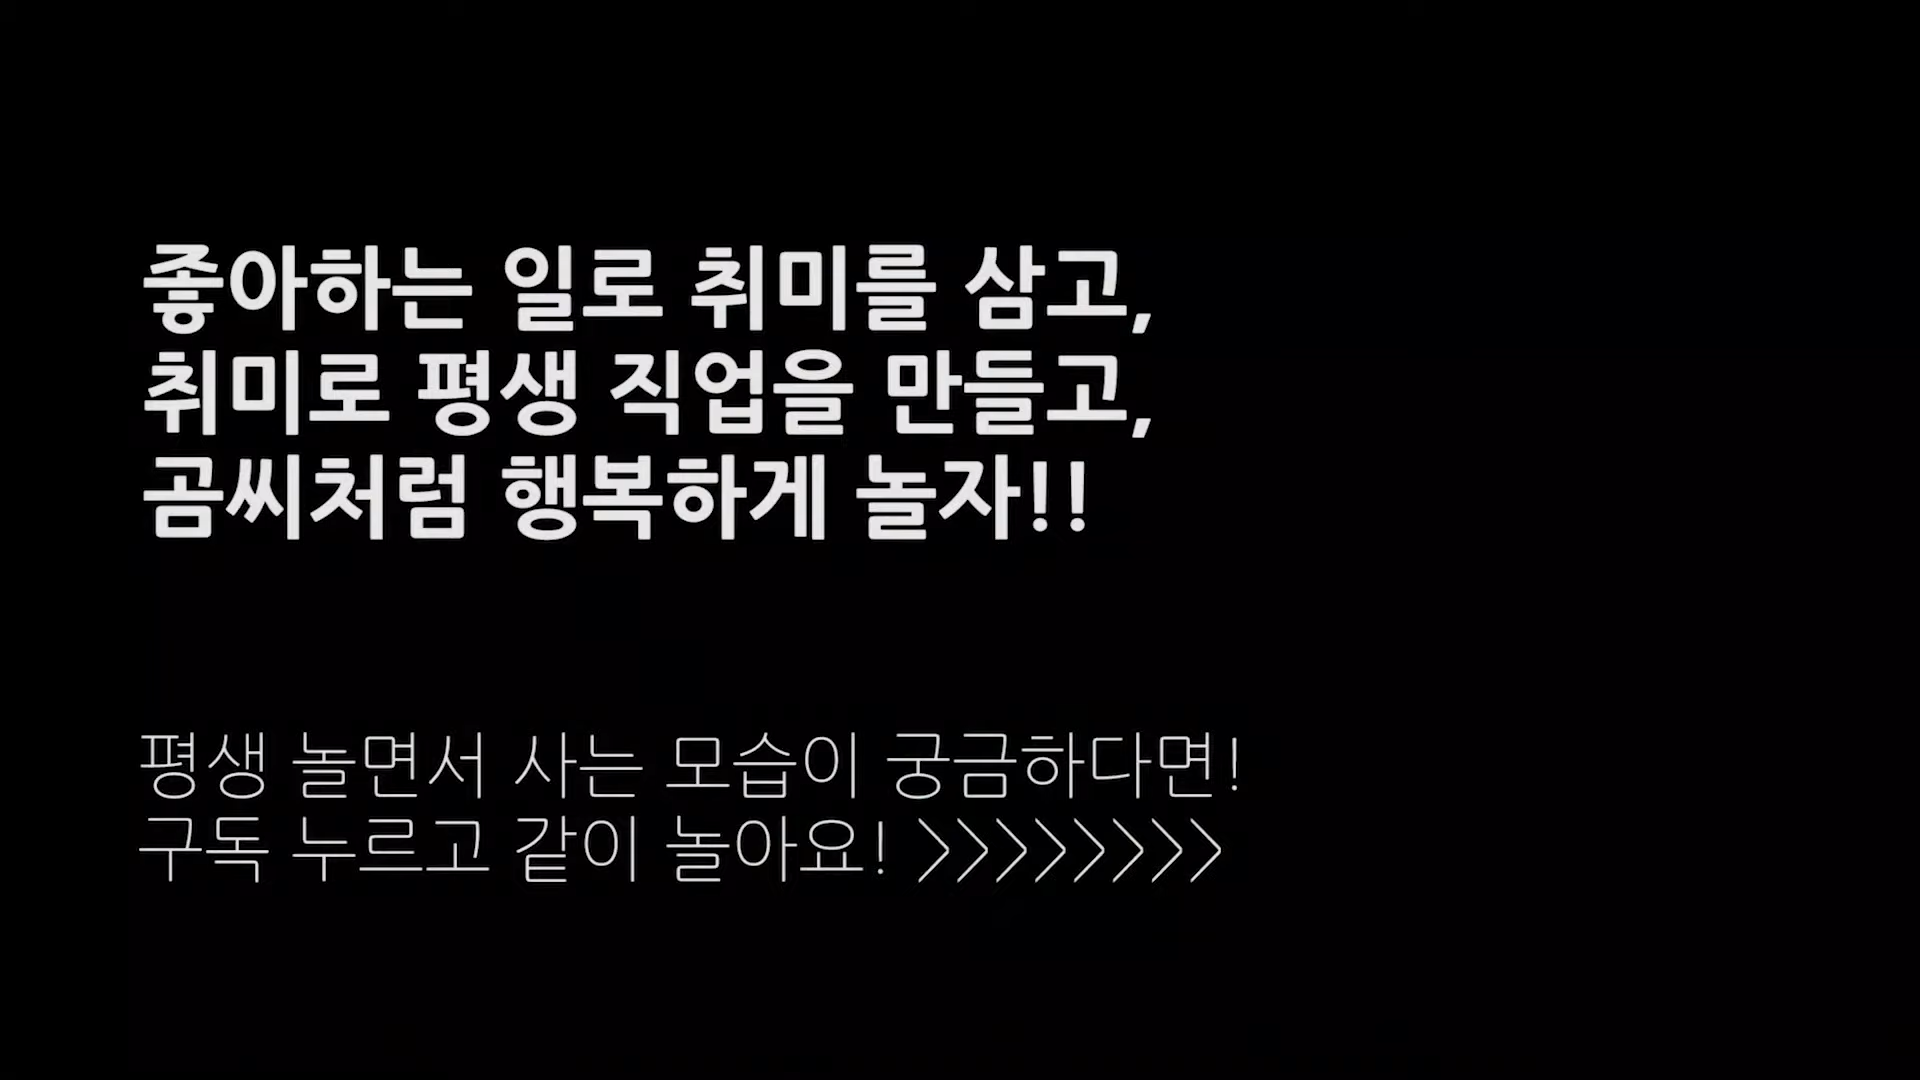 좋아하는 일로 취미를 삼고,
취미로 평생 직업을 만들고,
곰씨처럼 행복하게 놀자!!
평생 놀면서 사는 모습이 궁금하다면!
구독 누르고 같이 놀아요! >>>>>>>>